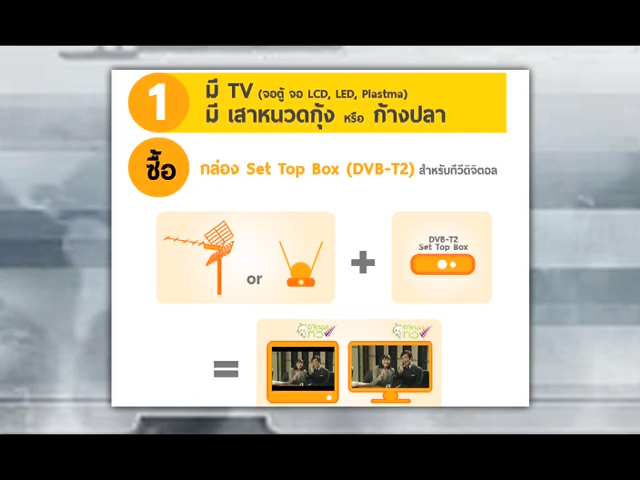 1
มี TV (จอตู้ จอ LCD, LED, Plastma)
มี เสาหนวดกุ้ง หรือ ก้างปลา
ซื้อ
กล่อง Set Top Box (DVB-T2) สำหรับทีวีดิจิตอล
or
+
DVB-T2
Set Top Box
=